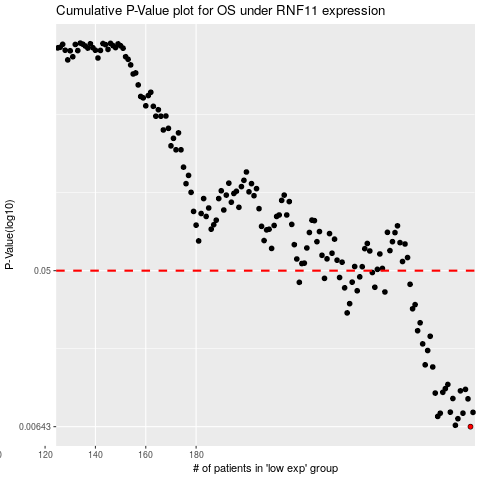 Cumulative P-Value plot for OS under RNF11 expression
P-Value(log10)
0.05
0.00643
0 120 140 160 180
# of patients in 'low exp' group